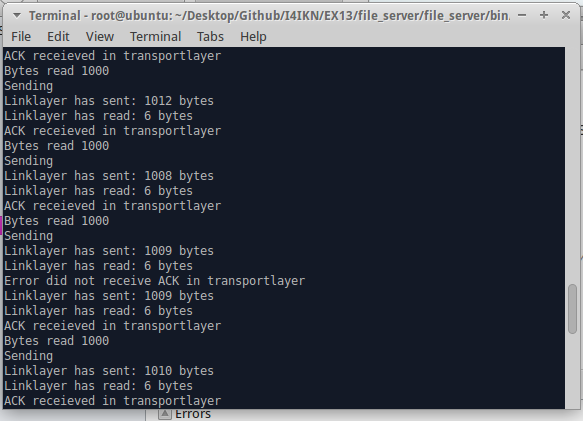 Terminal - root@ubuntu: ~/Desktop/Github/I4IKN/EX13/file_server/file_server/bin
File Edit View Terminal Tabs Help
ACK receieved in transportlayer
Bytes read 1000
Sending
Linklayer has sent: 1012 bytes
Linklayer has read: 6 bytes
ACK receieved in transportlayer
Bytes read 1000
Sending
Linklayer has sent: 1008 bytes
Linklayer has read: 6 bytes
ACK receieved in transportlayer
Bytes read 1000
Sending
Linklayer has sent: 1009 bytes
Linklayer has read: 6 bytes
Error did not receive ACK in transportlayer
Linklayer has sent: 1009 bytes
Linklayer has read: 6 bytes
ACK receieved in transportlayer
Bytes read 1000
Sending
Linklayer has sent: 1010 bytes
Linklayer has read: 6 bytes
ACK receieved in transportlayer
Errors